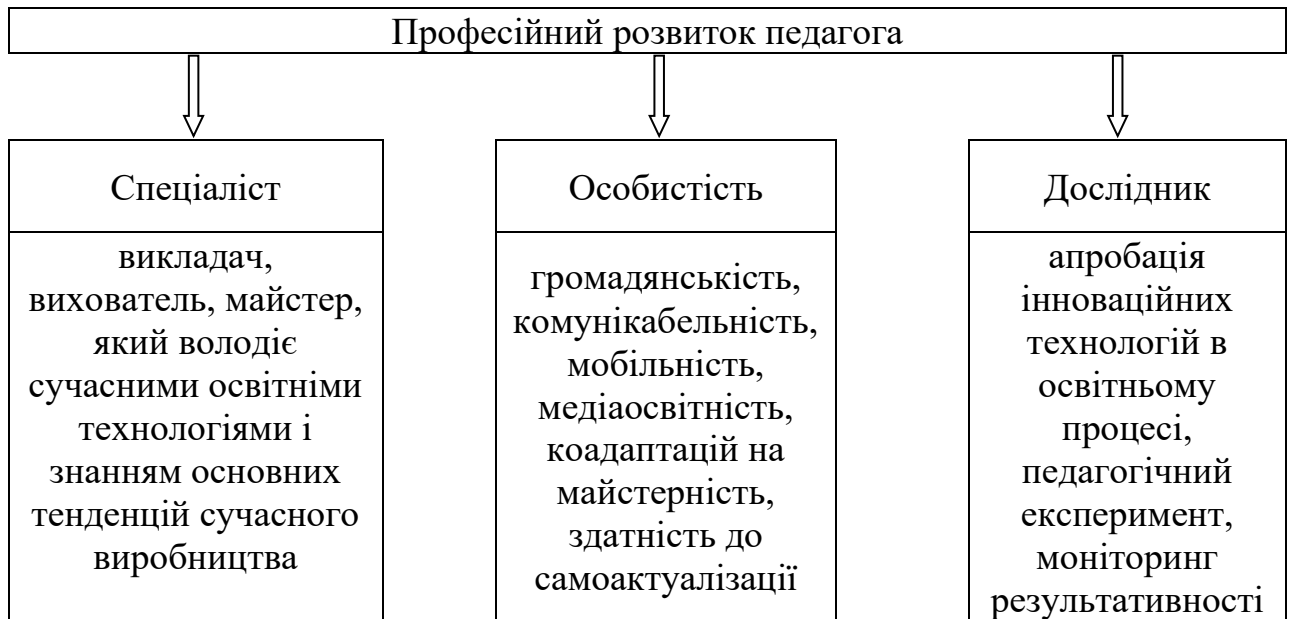 Професійний розвиток педагога
Спеціаліст
викладач,
вихователь, майстер,
який володіє
сучасними освітніми
технологіями і
знанням основних
тенденцій сучасного
виробництва
Особистість
громадянськість,
комунікабельність,
мобільність,
медіаосвітність,
коадаптацій на
майстерність,
здатність до
самоактуалізації
Дослідник
апробація
інноваційних
технологій в
освітньому
процесі,
педагогічний
експеримент,
моніторинг
результативності